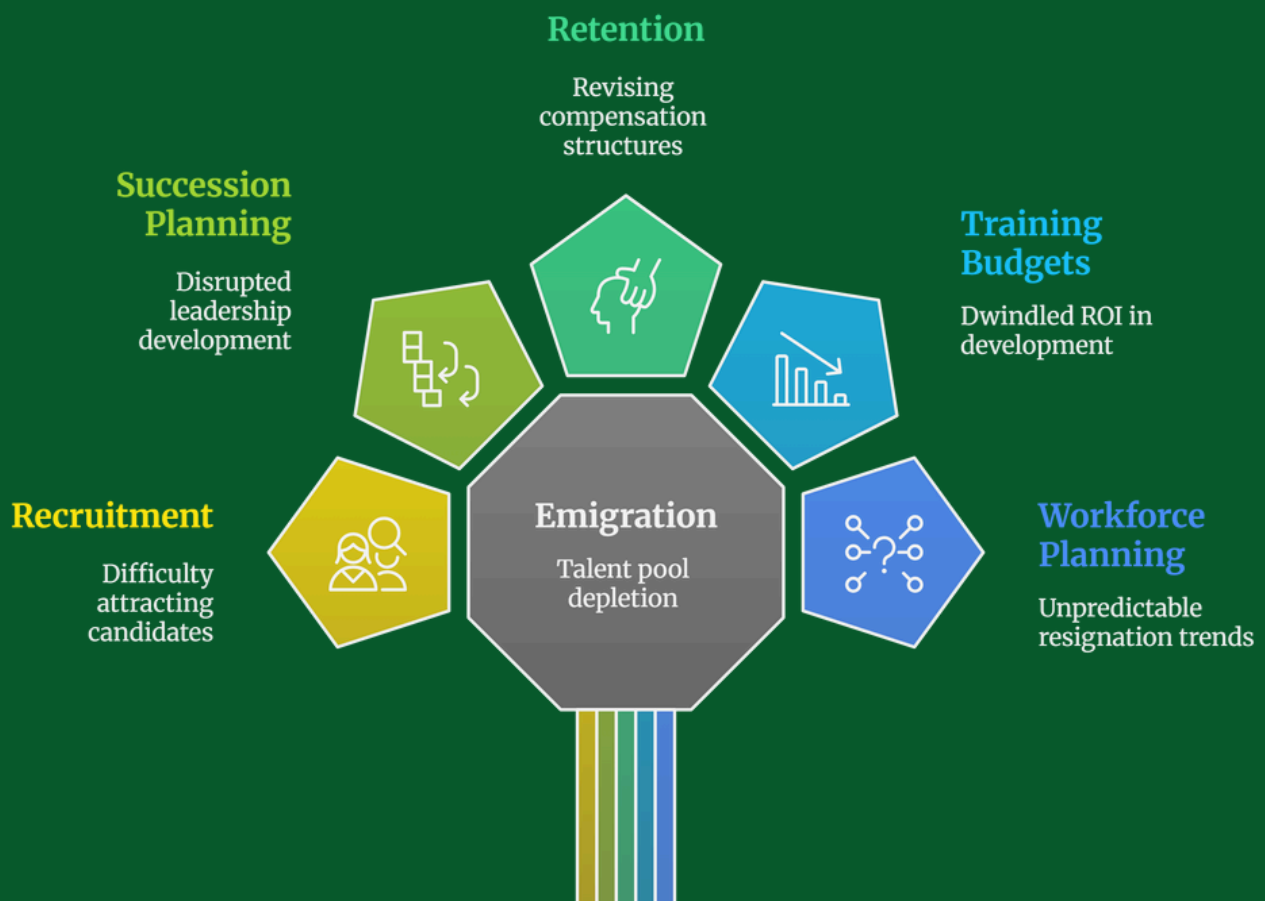 Retention
Revising
compensation
structures
Succession
Planning
Disrupted
leadership
development
Training
Budgets
Dwindled ROI in
development
Recruitment
Difficulty
attracting
candidates
Emigration
Talent pool
depletion
Workforce
Planning
Unpredictable
resignation trends